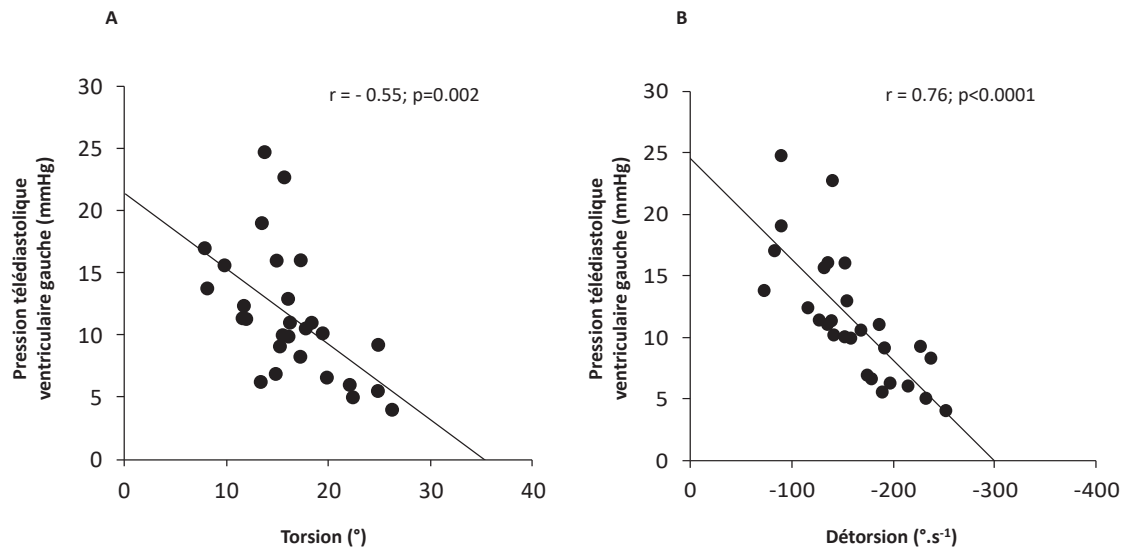 A
r = - 0.55; p=0.002
30
25
20
15
10
5
0
0
10
20
30
40
Pression télédiastolique
ventriculaire gauche (mmHg)
Torsion (°)
B
r = 0.76; p<0.0001
30
25
20
15
10
5
0
0
-100
-200
-300
-400
Pression télédiastolique
ventriculaire gauche (mmHg)
Détorsion (°.s⁻¹)